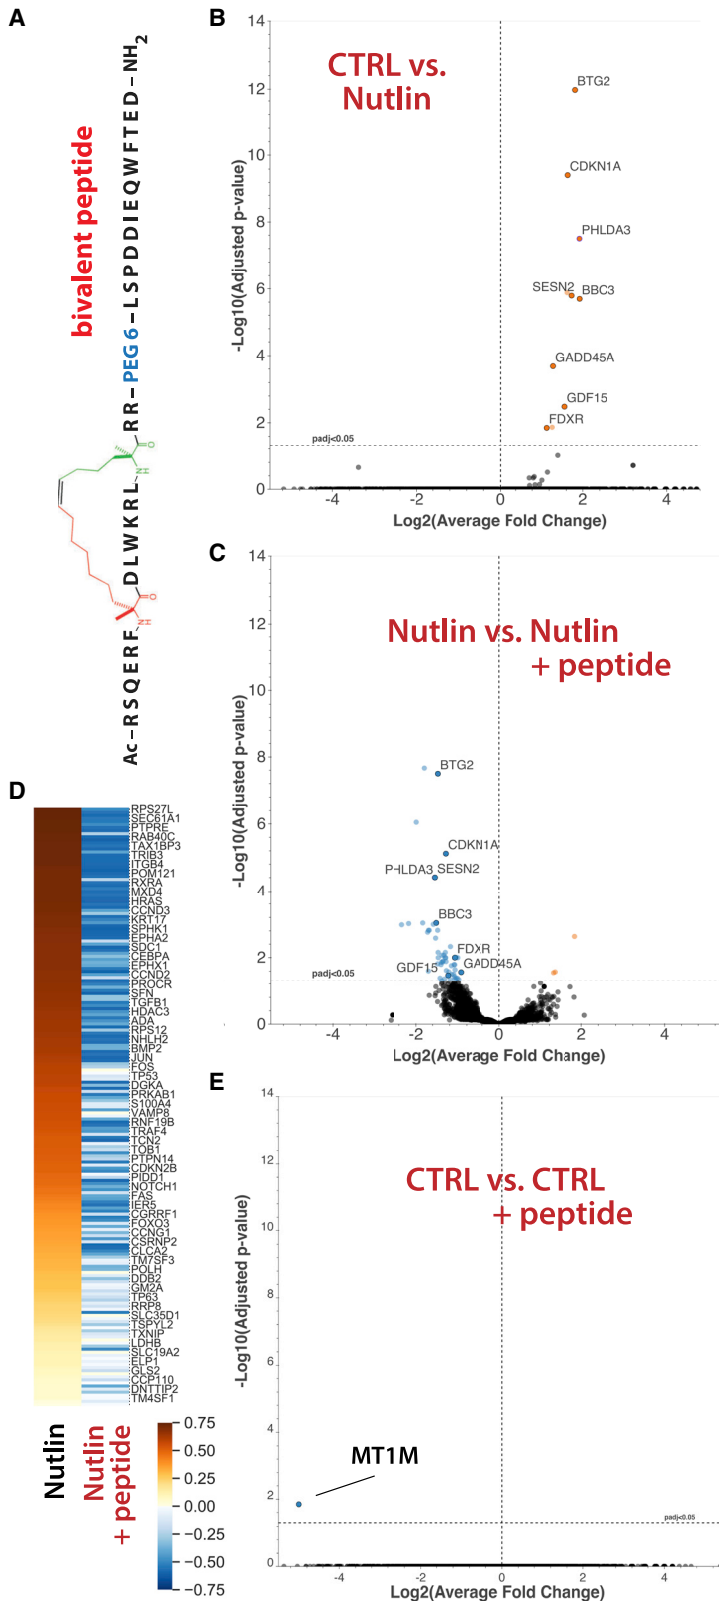 A
Ac–RSQERF
N
H
O
DLWKRL
N
H
O
RR–PEG 6–LSPDDIEQWFTED–NH2
bivalent peptide
B
14
12
10
8
6
4
2
0
-Log10(Adjusted p-value)
CTRL vs.
Nutlin
BTG2
CDKN1A
PHLDA3
SESN2
BBC3
GADD45A
GDF15
FDXR
padj<0.05
-4
-2
0
2
4
Log2(Average Fold Change)
C
14
12
10
8
6
4
2
0
-Log10(Adjusted p-value)
Nutlin vs. Nutlin
+ peptide
BTG2
CDKN1A
PHLDA3 SESN2
BBC3
FDXR
GDF15
GADD45A
padj<0.05
-4
-2
0
2
4
Log2(Average Fold Change)
D
RPS27L
SEC61A1
PTPRE
RAB40C
TAX1BP3
TRIB3
ITGB4
POM121
RXRA
MXD4
HRAS
CCND3
KRT17
SPHK1
EPHA2
SDC1
CEBPA
EPHX1
CCND2
PROCR
SFN
TGFB1
HDAC3
ADA
RPS12
NHLH2
BMP2
JUN
FOS
TP53
DGKA
PRKAB1
S100A4
VAMP8
RNF19B
TRAF4
TCN2
TOB1
PTPN14
CDKN2B
PIDD1
NOTCH1
FAS
IER5
CGRRF1
FOXO3
CCNG1
CSRNP2
CLCA2
TM7SF3
POLH
DDB2
GM2A
TP63
RRP8
SLC35D1
TSPYL2
TXNIP
LDHB
SLC19A2
ELP1
GLS2
CCP110
DNTTIP2
TM4SF1
Nutlin
Nutlin
+ peptide
0.75
0.50
0.25
0.00
−0.25
−0.50
−0.75
E
14
12
10
8
6
4
2
0
-Log10(Adjusted p-value)
CTRL vs. CTRL
+ peptide
MT1M
padj<0.05
-4
-2
0
2
4
Log2(Average Fold Change)